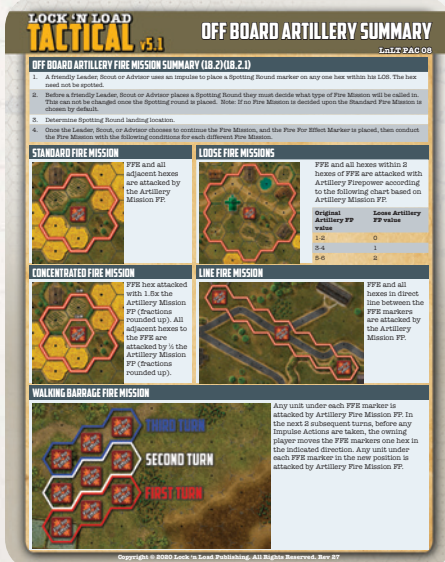 LOCK 'N LOAD
TACTICAL v5.1
OFF BOARD ARTILLERY SUMMARY
LnLT PAC 08
OFF BOARD ARTILLERY FIRE MISSION SUMMARY (18.2)(18.2.1)
1. A friendly Leader, Scout or Advisor uses an impulse to place a Spotting Round marker on any one hex within his LOS. The hex
need not be spotted.
2. Before a friendly Leader, Scout or Advisor places a Spotting Round they must decide what type of Fire Mission will be called in.
This can not be changed once the Spotting round is placed. Note: If no Fire Mission is decided upon the Standard Fire Mission is
chosen by default.
3. Determine Spotting Round landing location.
4. Once the Leader, Scout, or Advisor chooses to continue the Fire Mission, and the Fire For Effect Marker is placed, then conduct
the Fire Mission with the following conditions for each different Fire Mission.
STANDARD FIRE MISSION
FFE and all
adjacent hexes
are attacked by
the Artillery
Mission FP.
LOOSE FIRE MISSIONS
FFE and all hexes within 2
hexes of FFE are attacked with
Artillery Firepower according
to the following chart based on
Artillery Mission FP.
Original Artillery FP value
Loose Artillery FP value
1-2 0
3-4 1
5-6 2
CONCENTRATED FIRE MISSION
FFE hex attacked
with 1.5x the
Artillery Mission
FP (fractions
rounded up). All
adjacent hexes to
the FFE are
attacked by ½ the
Artillery Mission
FP (fractions
rounded up).
LINE FIRE MISSION
FFE and all
hexes in direct
line between the
FFE markers
are attacked by
the Artillery
Mission FP.
WALKING BARRAGE FIRE MISSION
THIRD TURN
SECOND TURN
FIRST TURN
Any unit under each FFE marker is
attacked by Artillery Fire Mission FP. In
the next 2 subsequent turns, before any
Impulse Actions are taken, the owning
player moves the FFE markers one hex in
the indicated direction. Any unit under
each FFE marker in the new position is
attacked by Artillery Fire Mission FP.
Copyright © 2020 Lock 'n Load Publishing. All Rights Reserved. Rev 27